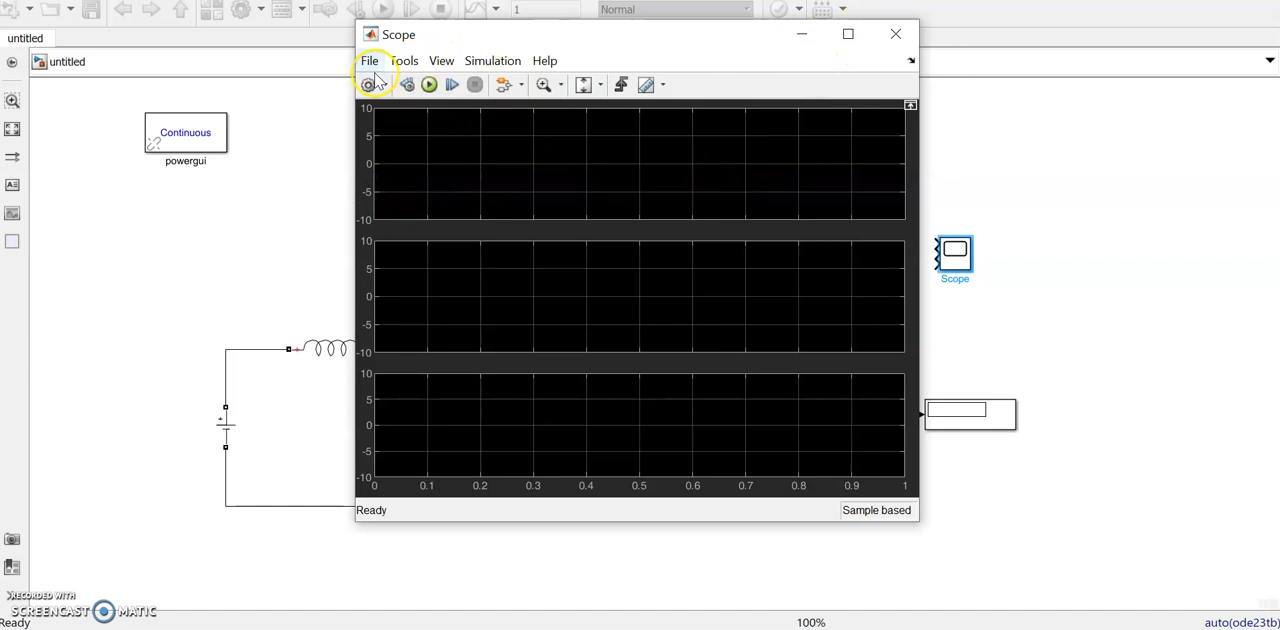 1
Normal
untitled
untitled
Scope
File Tools View Simulation Help
Continuous
powergui
10
5
0
-5
-10
10
5
0
-5
-10
10
5
0
-5
-10
0 0.1 0.2 0.3 0.4 0.5 0.6 0.7 0.8 0.9 1
Ready
Sample based
Scope
+
+
RECORDED WITH
SCREENCAST MATIC
Ready
100%
auto(ode23tb)